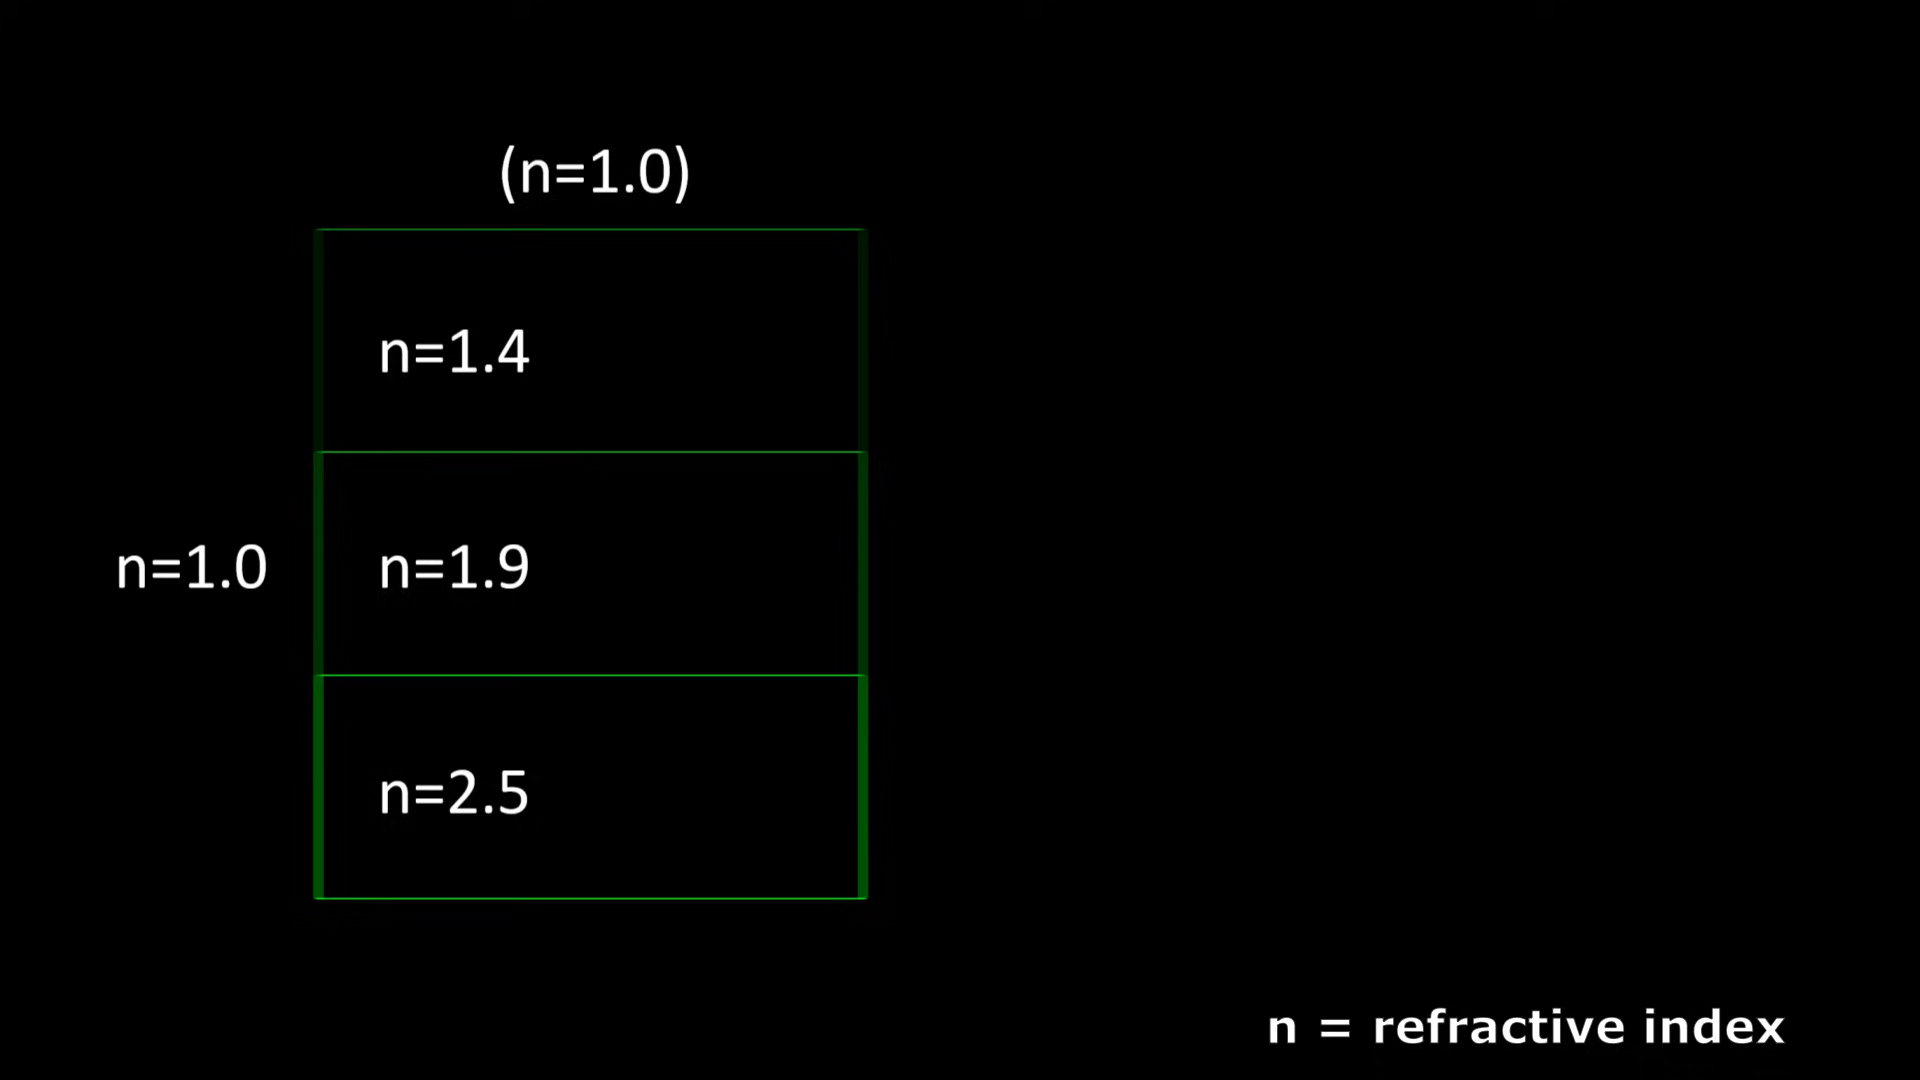 (n=1.0)
n=1.4
n=1.0
n=1.9
n=2.5
n = refractive index